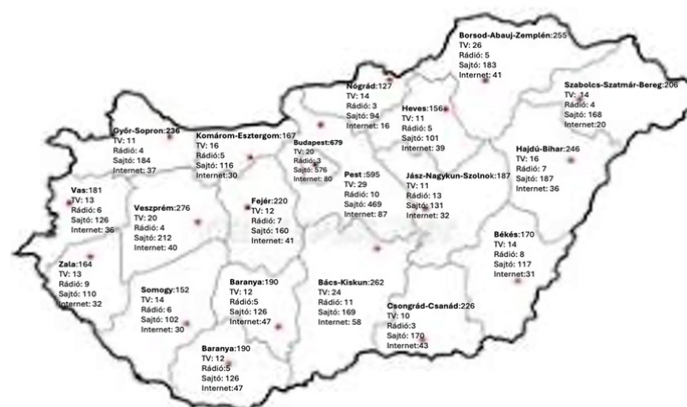 Borsod-Abauj-Zemplén:255
TV: 26
Rádió: 5
Sajtó: 183
Internet: 41
Nógrád:127
TV: 14
Rádió: 3
Sajtó: 94
Internet: 16
Szabolcs-Szatmár-Bereg:206
TV: 14
Rádió: 4
Sajtó: 168
Internet:20
Heves:156
TV: 11
Rádió: 5
Sajtó: 101
Internet: 39
Győr-Sopron:236
TV: 11
Rádió: 4
Sajtó: 184
Internet: 37
Komárom-Esztergom:167
TV: 16
Rádió:5
Sajtó: 116
Internet:30
Budapest:679
TV: 20
Rádió: 3
Sajtó: 576
Internet: 80
Hajdú-Bihar:246
TV: 16
Rádió: 7
Sajtó: 187
Internet: 36
Pest :595
TV: 29
Rádió: 10
Sajtó: 469
Internet: 87
Jász-Nagykun-Szolnok:187
TV: 11
Rádió: 13
Sajtó:131
Internet: 32
Vas:181
TV: 13
Rádió: 6
Sajtó: 126
Internet: 36
Veszprém:276
TV: 20
Rádió: 4
Sajtó: 212
Internet: 40
Fejér:220
TV: 12
Rádió: 7
Sajtó: 160
Internet: 41
Békés:170
TV: 14
Rádió: 8
Sajtó: 117
Internet:31
Zala:164
TV: 13
Rádió: 9
Sajtó: 110
Internet: 32
Somogy:152
TV: 14
Rádió: 6
Sajtó: 102
Internet: 30
Baranya:190
TV: 12
Rádió:5
Sajtó: 126
Internet:47
Bács-Kiskun:262
TV: 24
Rádió: 11
Sajtó: 169
Internet: 58
Csongrád-Csanád:226
TV: 10
Rádió:3
Sajtó: 170
Internet:43
Baranya:190
TV: 12
Rádió:5
Sajtó: 126
Internet:47